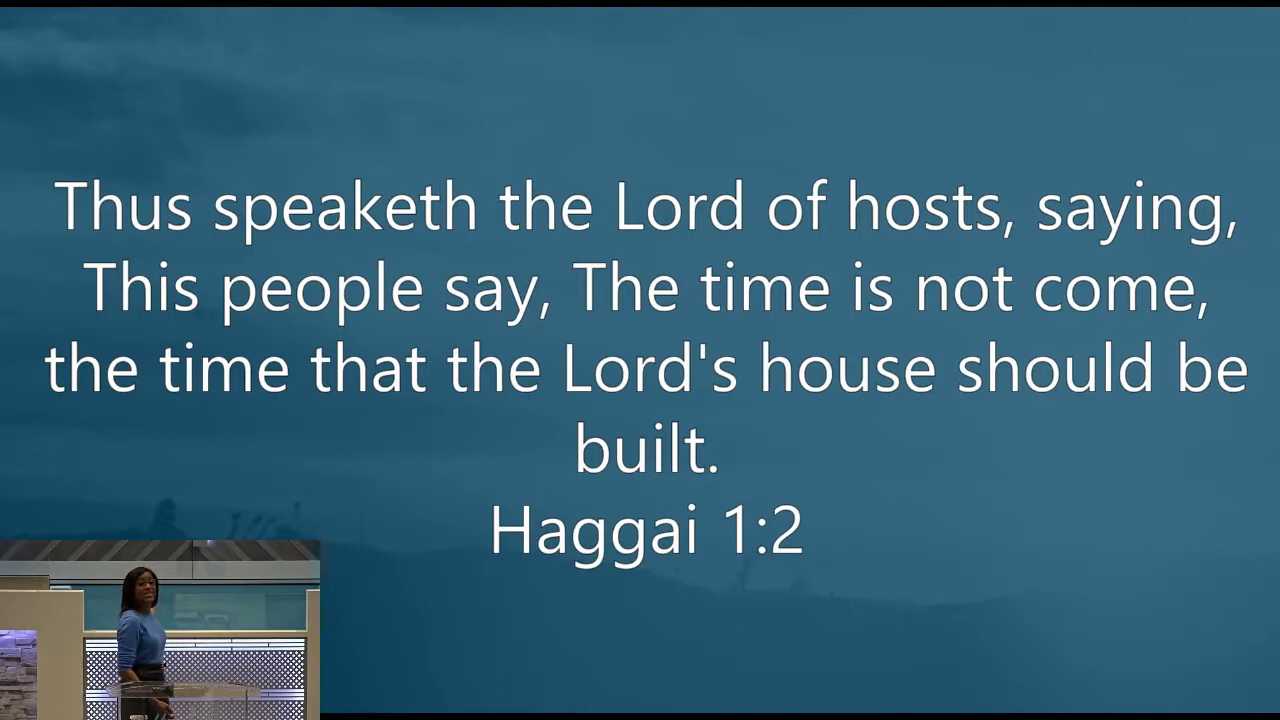 Thus speaketh the Lord of hosts, saying,
This people say, The time is not come,
the time that the Lord's house should be
built.
Haggai 1:2